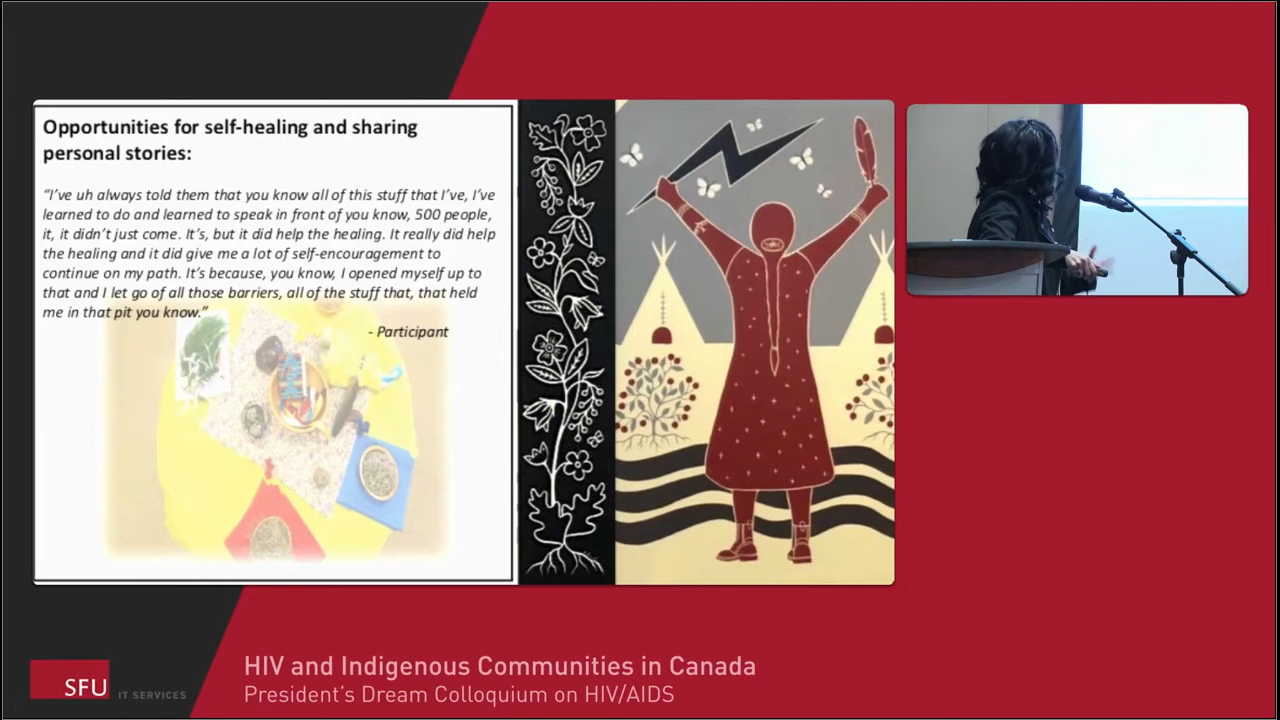 Opportunities for self-healing and sharing
personal stories:
“I’ve uh always told them that you know all of this stuff that I’ve, I’ve
learned to do and learned to speak in front of you know, 500 people,
it, it didn’t just come. It’s, but it did help the healing. It really did help
the healing and it did give me a lot of self-encouragement to
continue on my path. It’s because, you know, I opened myself up to
that and I let go of all those barriers, all of the stuff that, that held
me in that pit you know.”
- Participant
SFU IT SERVICES
HIV and Indigenous Communities in Canada
President’s Dream Colloquium on HIV/AIDS